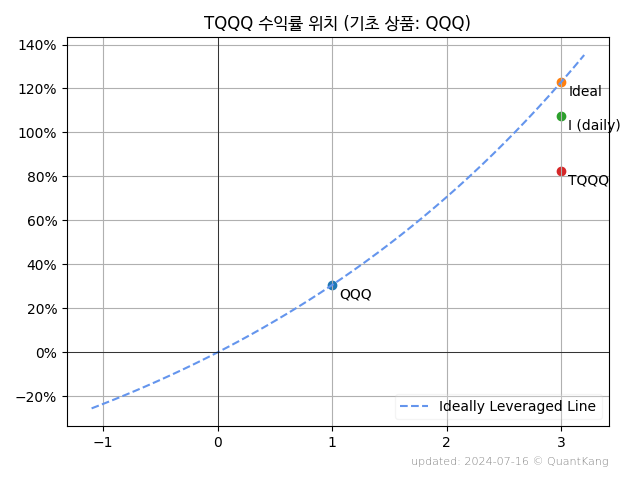 TQQQ 수익률 위치 (기초 상품: QQQ)
140%
120%
100%
80%
60%
40%
20%
0%
−20%
Ideal
I (daily)
TQQQ
QQQ
Ideally Leveraged Line
−1
0
1
2
3
updated: 2024-07-16 © QuantKang